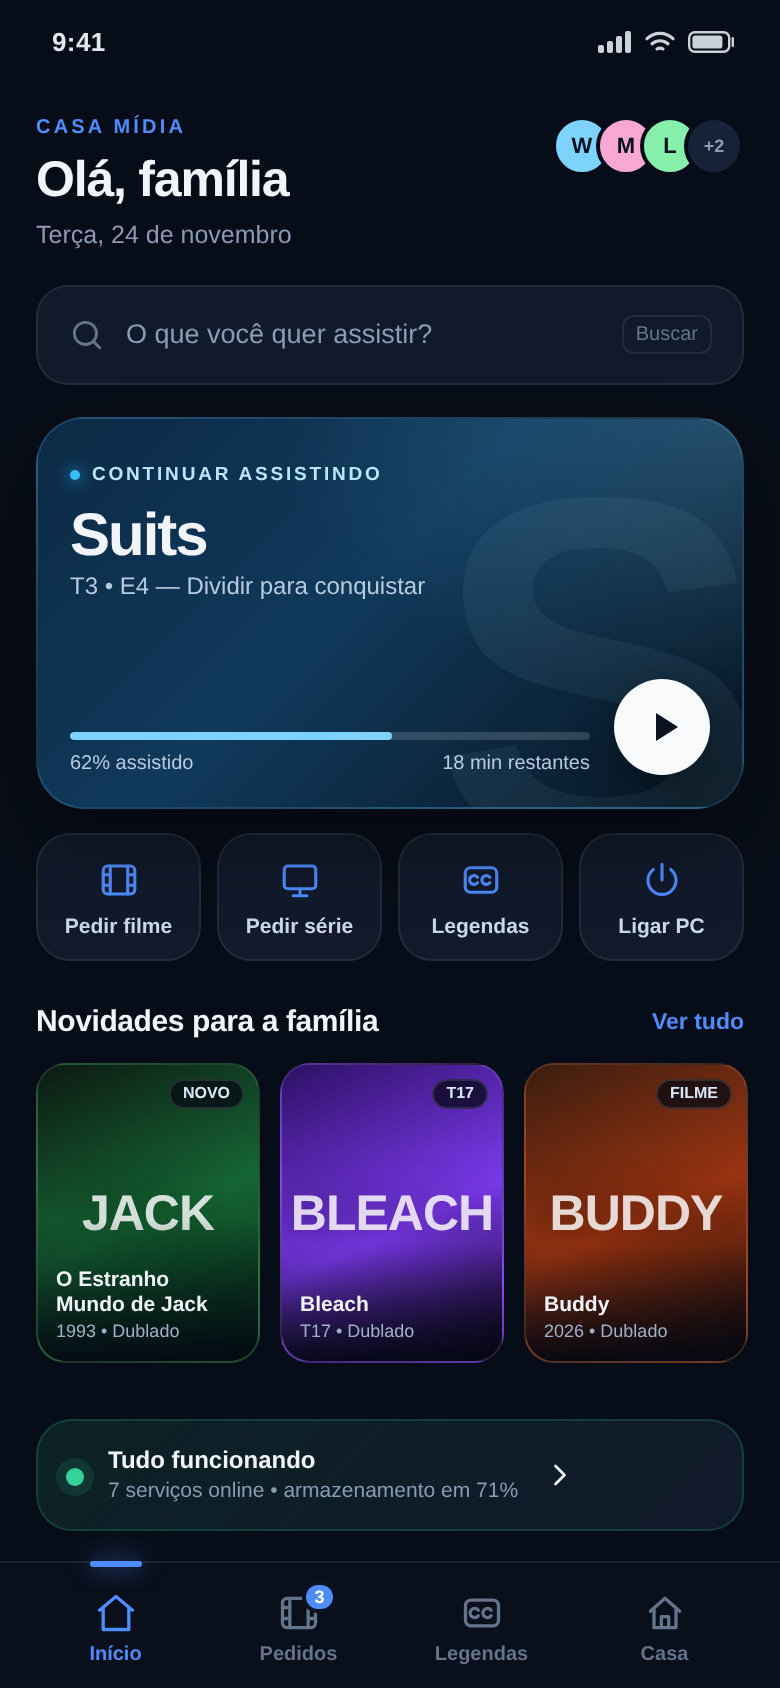 9:41
CASA MÍDIA
Olá, família
Terça, 24 de novembro
W M L +2
O que você quer assistir? Buscar
CONTINUAR ASSISTINDO
Suits
T3 • E4 — Dividir para conquistar
S
62% assistido 18 min restantes
Pedir filme Pedir série Legendas Ligar PC
Novidades para a família Ver tudo
NOVO
JACK
O Estranho
Mundo de Jack
1993 • Dublado
T17
BLEACH
Bleach
T17 • Dublado
FILME
BUDDY
Buddy
2026 • Dublado
Tudo funcionando
7 serviços online • armazenamento em 71%
3
Início Pedidos Legendas Casa